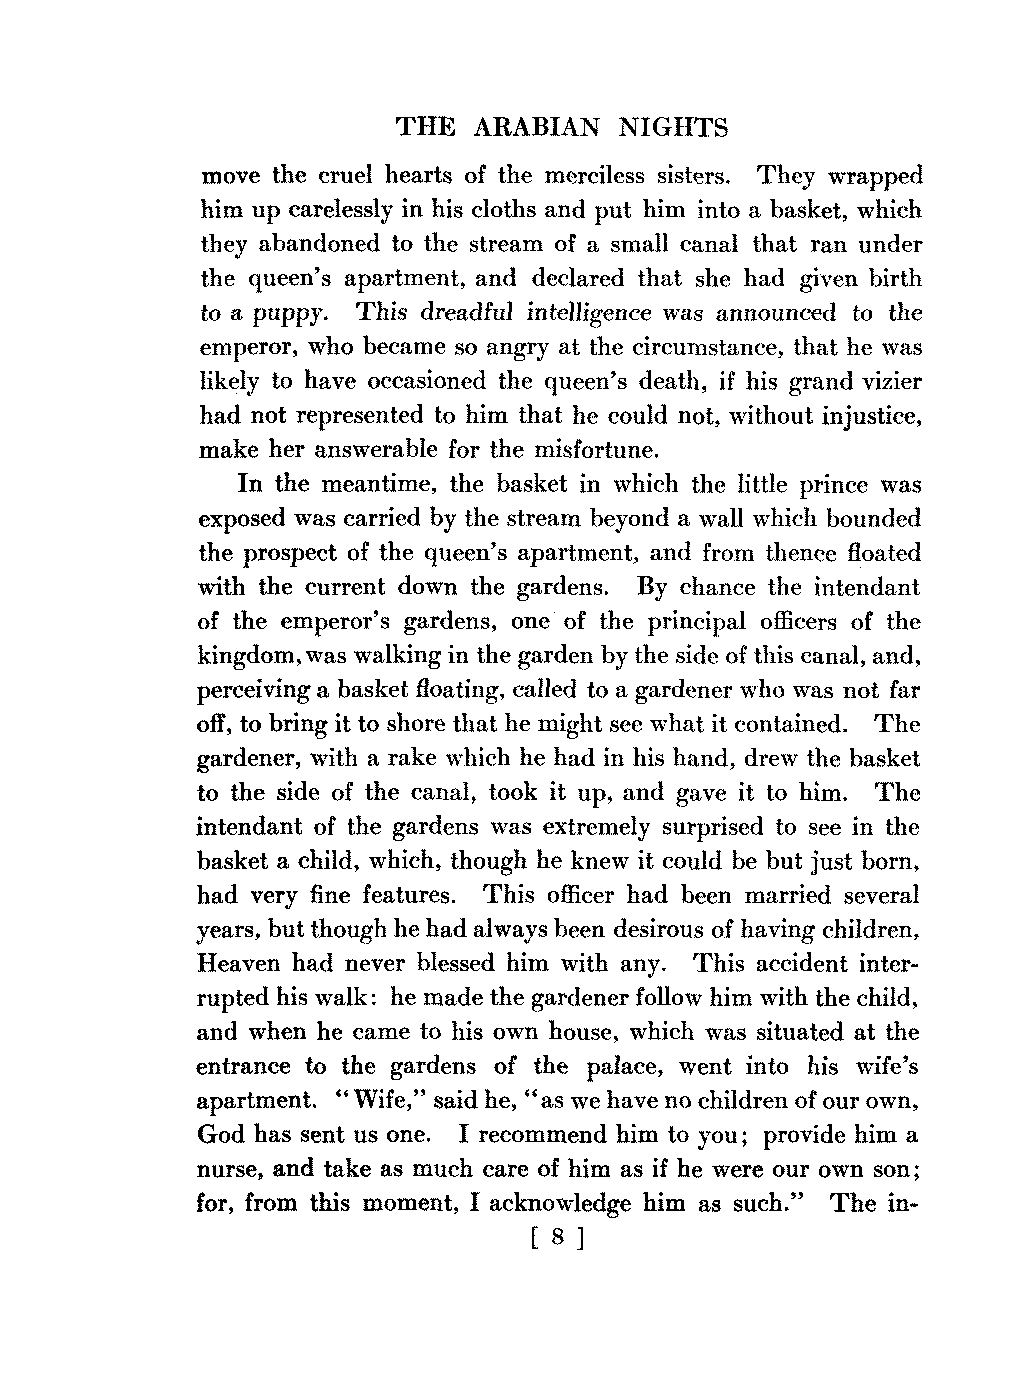 THE ARABIAN NIGHTS
move the cruel hearts of the merciless sisters. They wrapped
him up carelessly in his cloths and put him into a basket, which
they abandoned to the stream of a small canal that ran under
the queen's apartment, and declared that she had given birth
to a puppy. This dreadful intelligence was announced to the
emperor, who became so angry at the circumstance, that he was
likely to have occasioned the queen's death, if his grand vizier
had not represented to him that he could not, without injustice,
make her answerable for the misfortune.
In the meantime, the basket in which the little prince was
exposed was carried by the stream beyond a wall which bounded
the prospect of the queen's apartment, and from thence floated
with the current down the gardens. By chance the intendant
of the emperor's gardens, one of the principal officers of the
kingdom, was walking in the garden by the side of this canal, and,
perceiving a basket floating, called to a gardener who was not far
off, to bring it to shore that he might see what it contained. The
gardener, with a rake which he had in his hand, drew the basket
to the side of the canal, took it up, and gave it to him. The
intendant of the gardens was extremely surprised to see in the
basket a child, which, though he knew it could be but just born,
had very fine features. This officer had been married several
years, but though he had always been desirous of having children,
Heaven had never blessed him with any. This accident inter-
rupted his walk: he made the gardener follow him with the child,
and when he came to his own house, which was situated at the
entrance to the gardens of the palace, went into his wife's
apartment. "Wife," said he, "as we have no children of our own,
God has sent us one. I recommend him to you; provide him a
nurse, and take as much care of him as if he were our own son;
for, from this moment, I acknowledge him as such." The in-
[ 8 ]